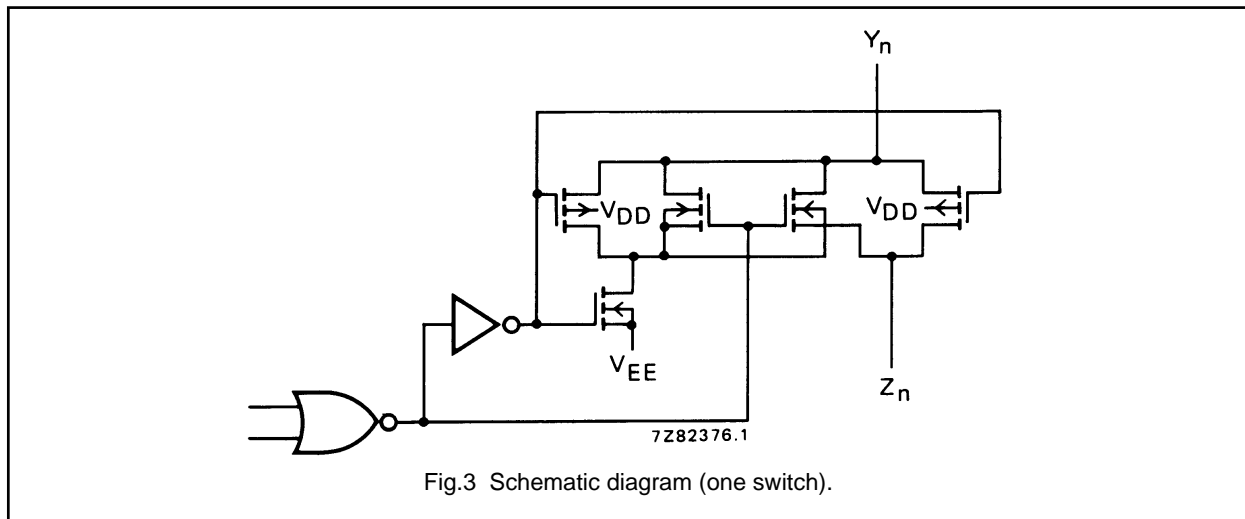 Yn
VDD
VDD
VEE
Zn
7Z82376.1
Fig.3 Schematic diagram (one switch).